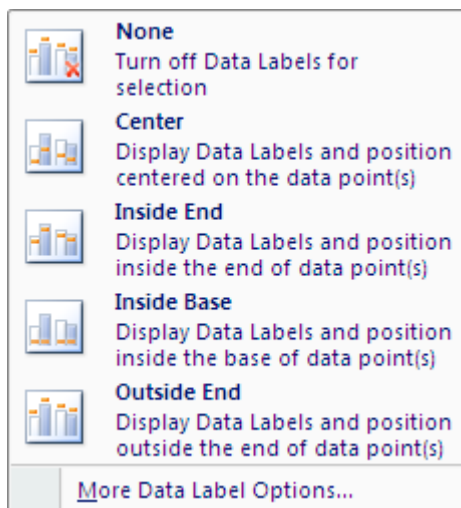 None
Turn off Data Labels for
selection
Center
Display Data Labels and position
centered on the data point(s)
Inside End
Display Data Labels and position
inside the end of data point(s)
Inside Base
Display Data Labels and position
inside the base of data point(s)
Outside End
Display Data Labels and position
outside the end of data point(s)
More Data Label Options...